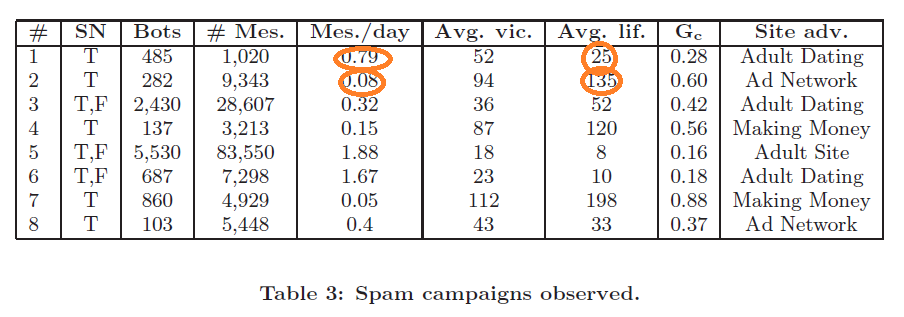 # SN Bots # Mes. Mes./day Avg. vic. Avg. lif. Gc Site adv.
1 T 485 1,020 0.79 52 25 0.28 Adult Dating
2 T 282 9,343 0.08 94 135 0.60 Ad Network
3 T,F 2,430 28,607 0.32 36 52 0.42 Adult Dating
4 T 137 3,213 0.15 87 120 0.56 Making Money
5 T,F 5,530 83,550 1.88 18 8 0.16 Adult Site
6 T,F 687 7,298 1.67 23 10 0.18 Adult Dating
7 T 860 4,929 0.05 112 198 0.88 Making Money
8 T 103 5,448 0.4 43 33 0.37 Ad Network
Table 3: Spam campaigns observed.